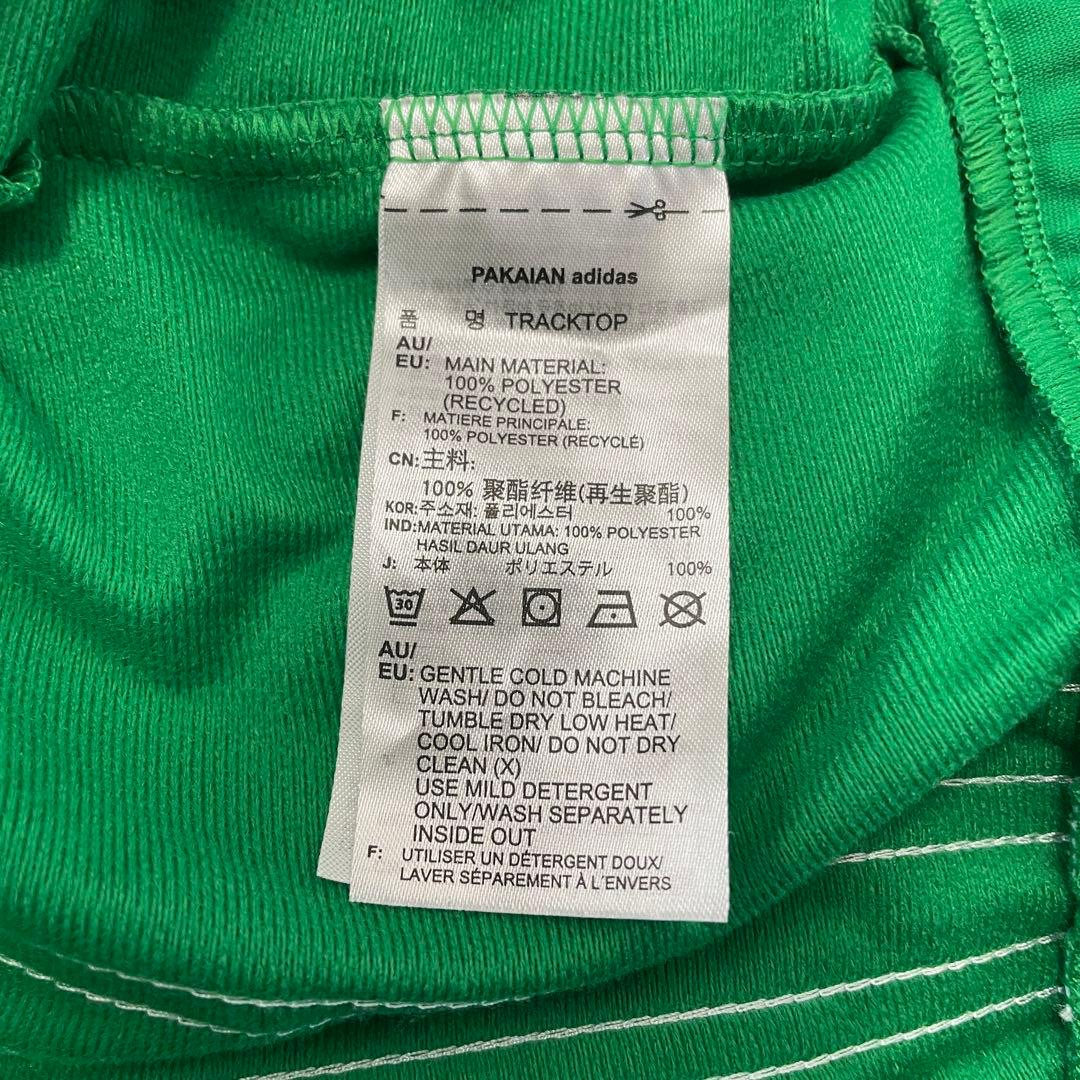 PAKAIAN adidas
품 명 TRACKTOP
AU/
EU: MAIN MATERIAL:
100% POLYESTER
(RECYCLED)
F: MATIERE PRINCIPALE:
100% POLYESTER (RECYCLÉ)
CN:主料:
100% 聚酯纤维(再生聚酯)
KOR:주소재: 폴리에스터 100%
IND:MATERIAL UTAMA: 100% POLYESTER
HASIL DAUR ULANG
J: 本体 ポリエステル 100%
30
AU/
EU: GENTLE COLD MACHINE
WASH/ DO NOT BLEACH/
TUMBLE DRY LOW HEAT/
COOL IRON/ DO NOT DRY
CLEAN (X)
USE MILD DETERGENT
ONLY/WASH SEPARATELY
INSIDE OUT
F: UTILISER UN DÉTERGENT DOUX/
LAVER SÉPAREMENT À L'ENVERS